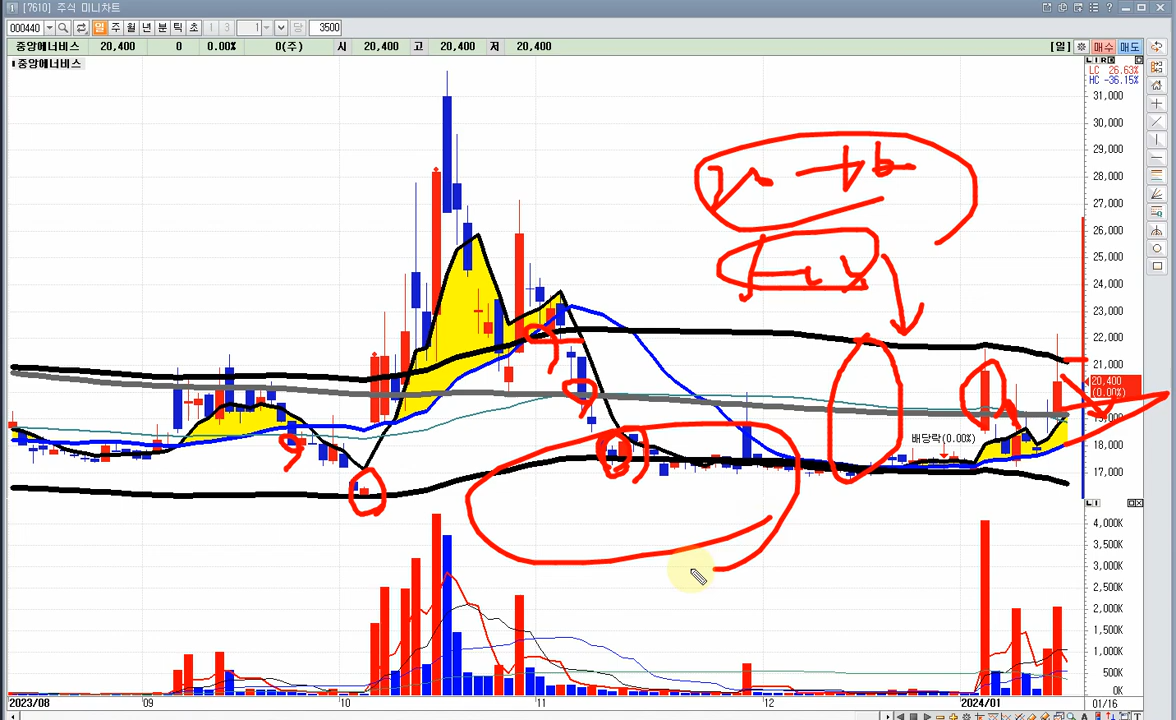 [7610] 주식 미니차트
000440 일 주 월 년 분 틱 초 1 3 1 당 3500
중앙에너비스 20,400 0 0.00% 0(주) 시 20,400 고 20,400 저 20,400 [일] 매수 매도
중앙에너비스
LC 26.63%
HC -36.15%
31,000
30,000
29,000
28,000
27,000
26,000
25,000
24,000
23,000
22,000
21,000
20,400
(0.00%)
19,000
배당락(0.00%)
18,000
17,000
4,000K
3,500K
3,000K
2,500K
2,000K
1,500K
1,000K
500K
0K
2023/08 09 10 11 12 2024/01 01/16